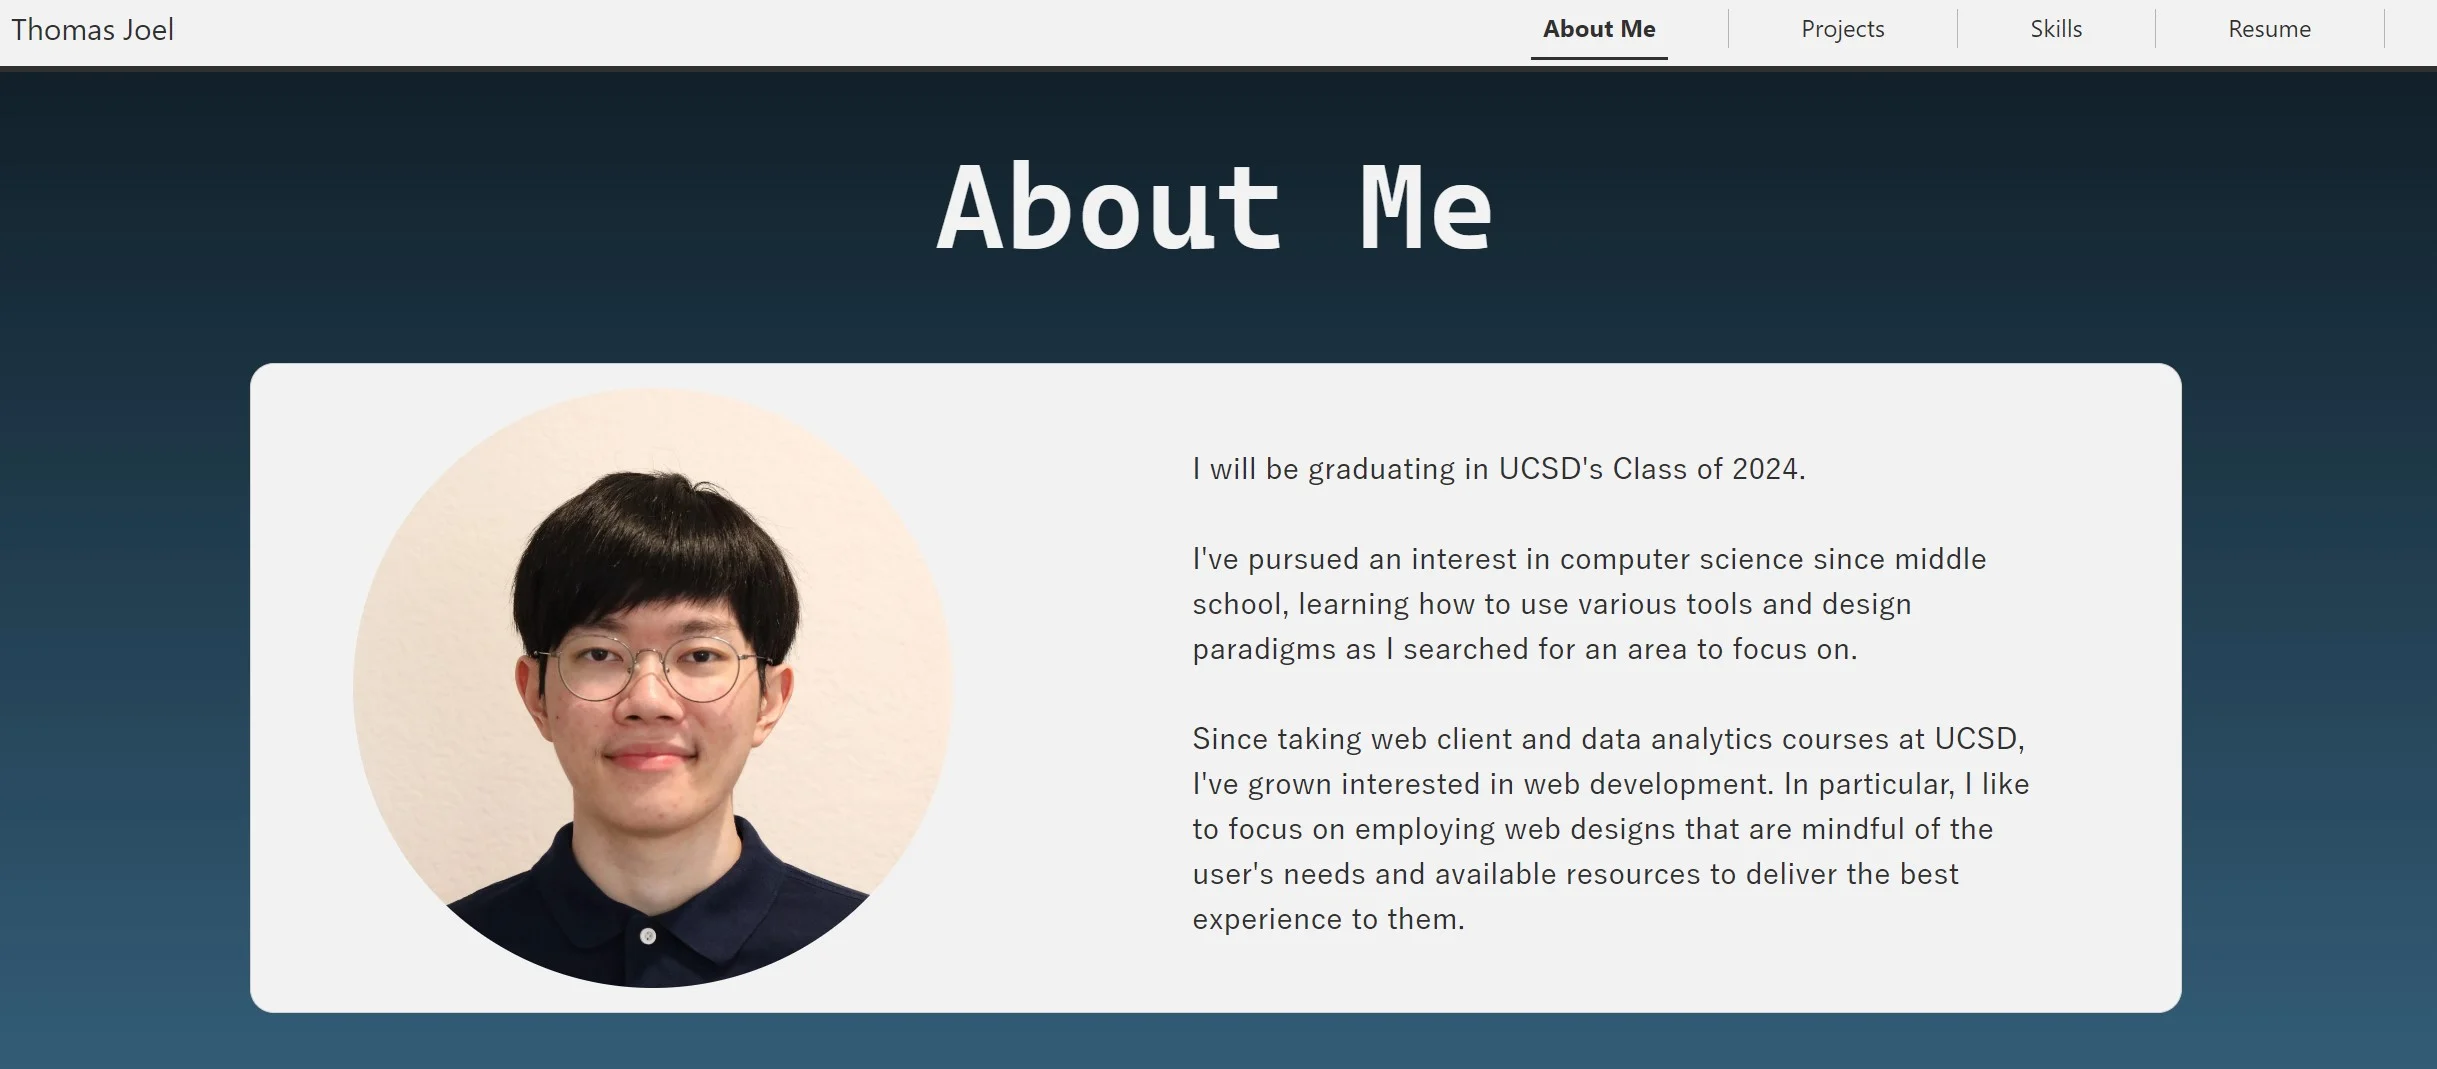 Thomas Joel
About Me
Projects
Skills
Resume
About Me
I will be graduating in UCSD's Class of 2024.
I've pursued an interest in computer science since middle
school, learning how to use various tools and design
paradigms as I searched for an area to focus on.
Since taking web client and data analytics courses at UCSD,
I've grown interested in web development. In particular, I like
to focus on employing web designs that are mindful of the
user's needs and available resources to deliver the best
experience to them.